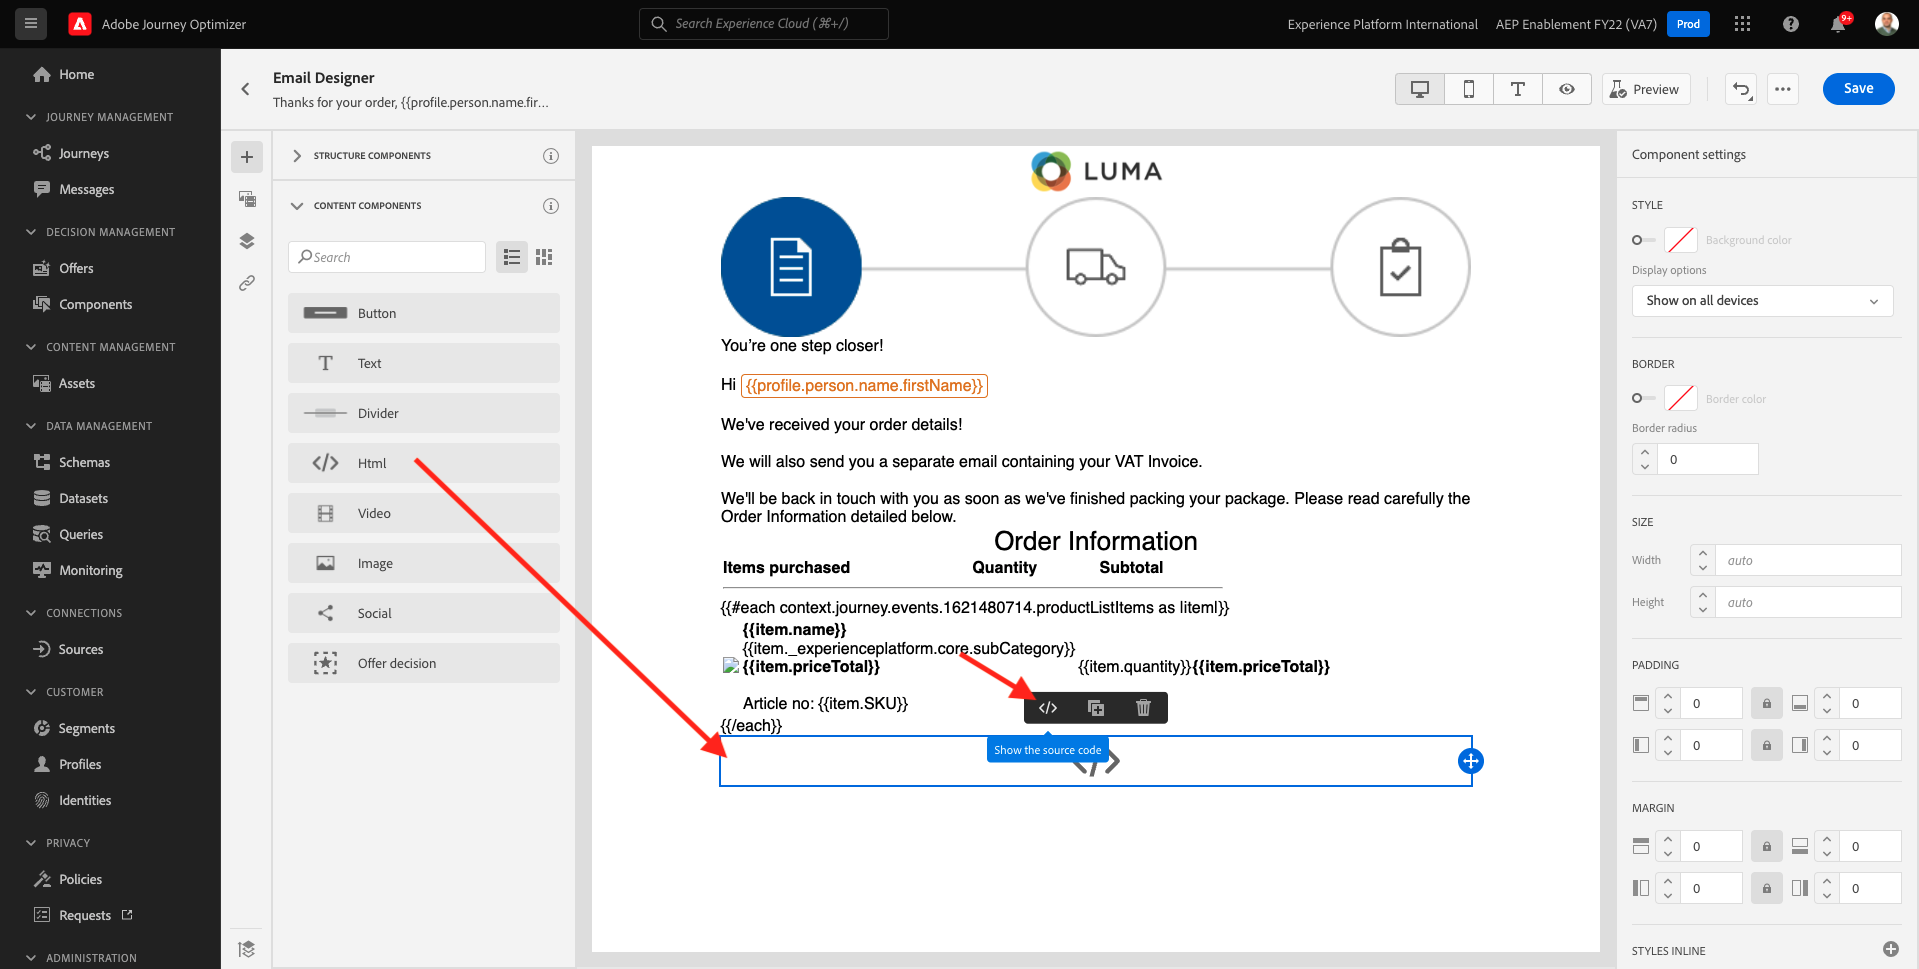 Adobe Journey Optimizer
Search Experience Cloud (⌘+/)
Experience Platform International
AEP Enablement FY22 (VA7)
Prod
9+
Home
JOURNEY MANAGEMENT
Journeys
Messages
DECISION MANAGEMENT
Offers
Components
CONTENT MANAGEMENT
Assets
DATA MANAGEMENT
Schemas
Datasets
Queries
Monitoring
CONNECTIONS
Sources
CUSTOMER
Segments
Profiles
Identities
PRIVACY
Policies
Requests
ADMINISTRATION
Email Designer
Thanks for your order, {{profile.person.name.fir…
Preview
Save
STRUCTURE COMPONENTS
CONTENT COMPONENTS
Search
Button
Text
Divider
Html
Video
Image
Social
Offer decision
LUMA
You're one step closer!
Hi {{profile.person.name.firstName}}
We've received your order details!
We will also send you a separate email containing your VAT Invoice.
We'll be back in touch with you as soon as we've finished packing your package. Please read carefully the
Order Information detailed below.
Order Information
Items purchased Quantity Subtotal
{{#each context.journey.events.1621480714.productListItems as |item|}}
{{item.name}}
{{item._experienceplatform.core.subCategory}}
{{item.priceTotal}} {{item.quantity}}{{item.priceTotal}}
Article no: {{item.SKU}}
{{/each}}
Show the source code
Component settings
STYLE
Background color
Display options
Show on all devices
BORDER
Border color
Border radius
0
SIZE
Width auto
Height auto
PADDING
0 0
0 0
MARGIN
0 0
0 0
STYLES INLINE